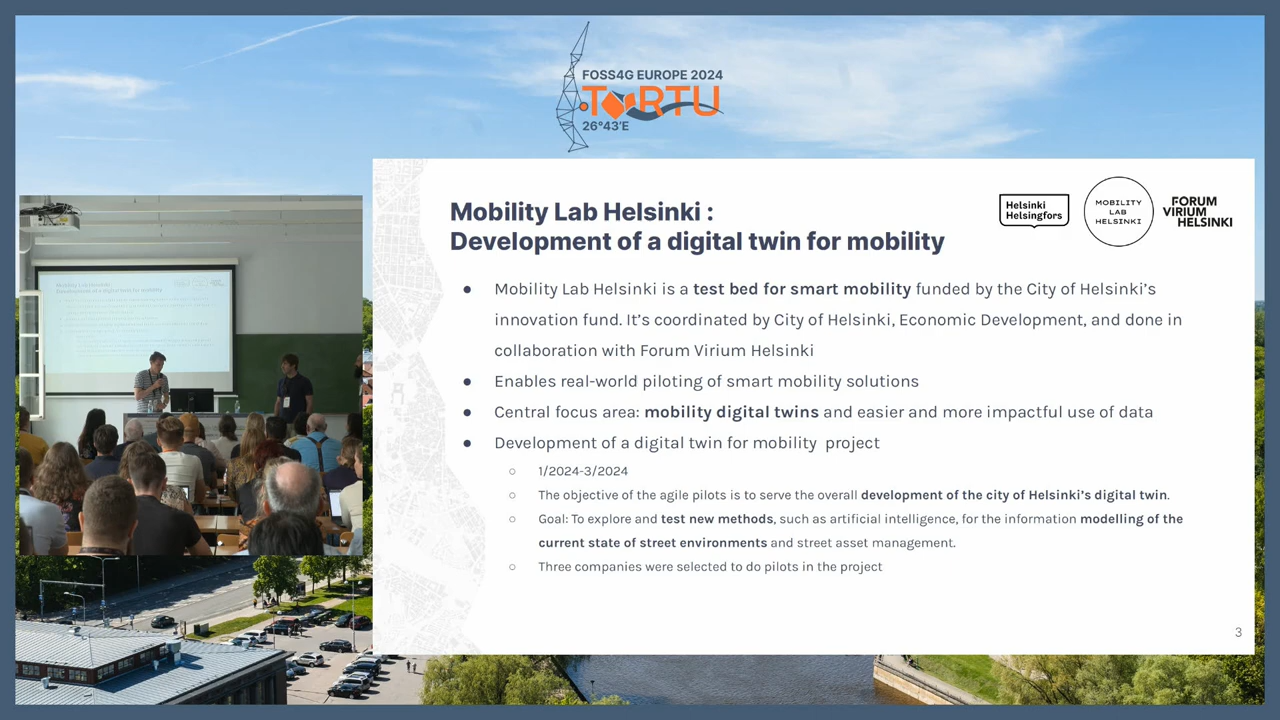 FOSS4G EUROPE 2024
TARTU
26°43'E
Mobility Lab Helsinki :
Development of a digital twin for mobility
Helsinki
Helsingfors
MOBILITY
LAB
HELSINKI
FORUM
VIRIUM
HELSINKI
● Mobility Lab Helsinki is a test bed for smart mobility funded by the City of Helsinki’s
innovation fund. It’s coordinated by City of Helsinki, Economic Development, and done in
collaboration with Forum Virium Helsinki
● Enables real-world piloting of smart mobility solutions
● Central focus area: mobility digital twins and easier and more impactful use of data
● Development of a digital twin for mobility project
○ 1/2024-3/2024
○ The objective of the agile pilots is to serve the overall development of the city of Helsinki’s digital twin.
○ Goal: To explore and test new methods, such as artificial intelligence, for the information modelling of the
current state of street environments and street asset management.
○ Three companies were selected to do pilots in the project
3
Development of a digital twin for mobility